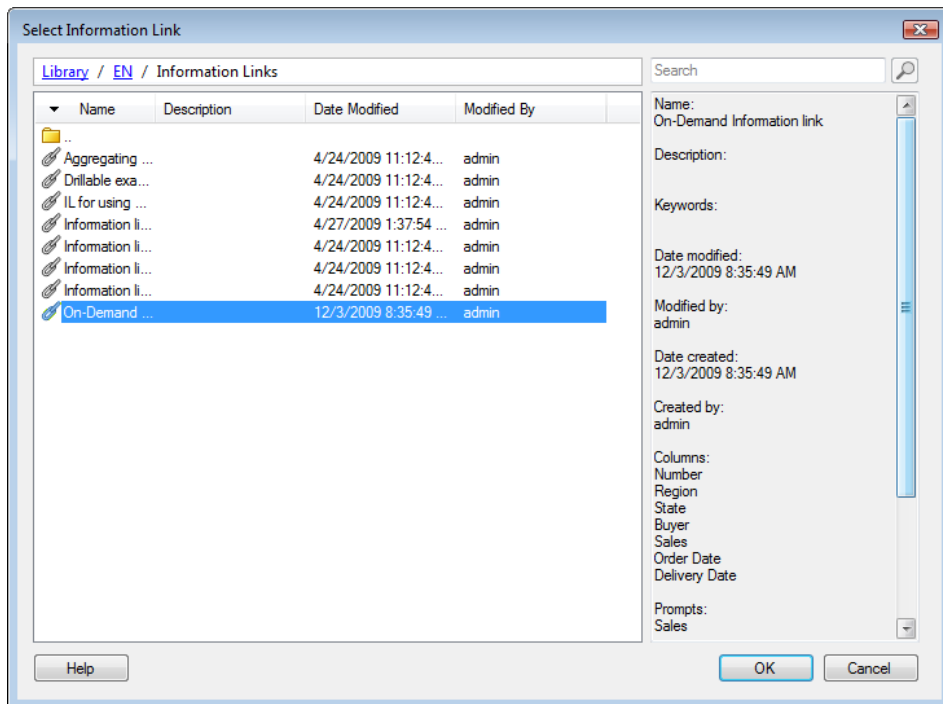 Select Information Link
Library / EN / Information Links
Search
Name Description Date Modified Modified By
..
Aggregating ... 4/24/2009 11:12:4... admin
Drillable exa... 4/24/2009 11:12:4... admin
IL for using ... 4/24/2009 11:12:4... admin
Information li... 4/27/2009 1:37:54 ... admin
Information li... 4/24/2009 11:12:4... admin
Information li... 4/24/2009 11:12:4... admin
Information li... 4/24/2009 11:12:4... admin
On-Demand ... 12/3/2009 8:35:49 ... admin
Name:
On-Demand Information link
Description:
Keywords:
Date modified:
12/3/2009 8:35:49 AM
Modified by:
admin
Date created:
12/3/2009 8:35:49 AM
Created by:
admin
Columns:
Number
Region
State
Buyer
Sales
Order Date
Delivery Date
Prompts:
Sales
Help
OK
Cancel